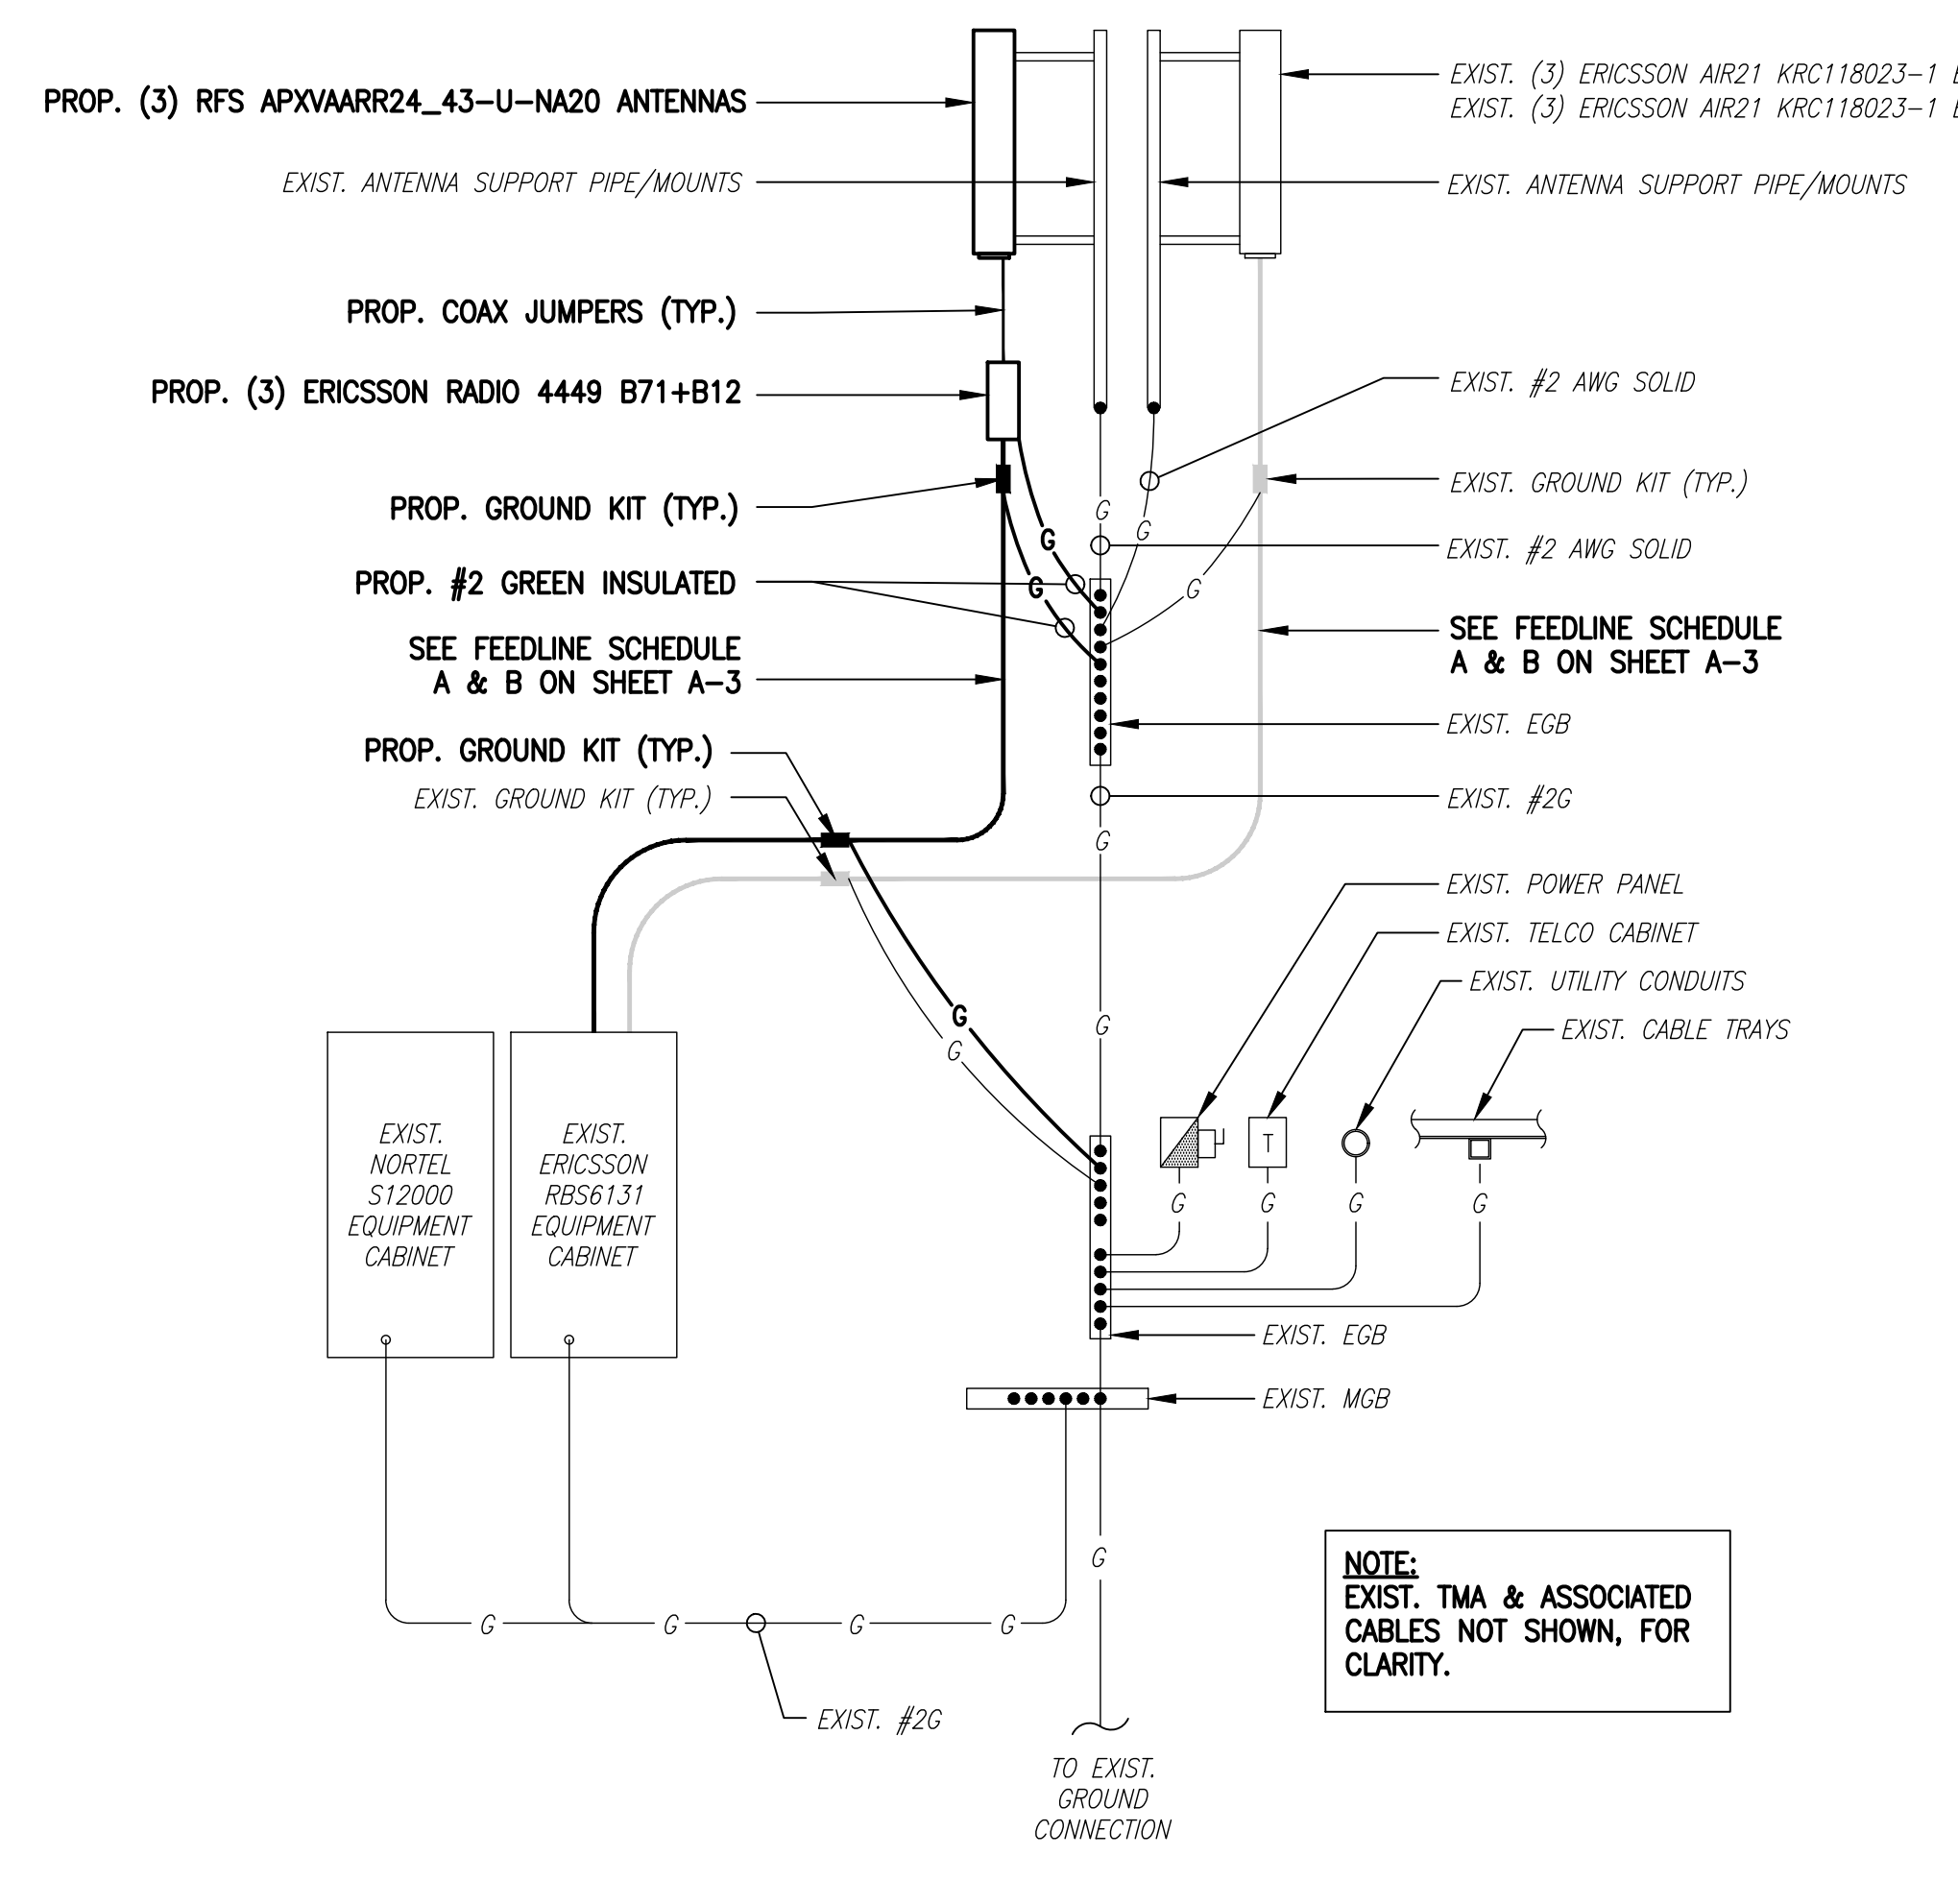 PROP. (3) RFS APXVAARR24_43-U-NA20 ANTENNAS
EXIST. ANTENNA SUPPORT PIPE/MOUNTS
PROP. COAX JUMPERS (TYP.)
PROP. (3) ERICSSON RADIO 4449 B71+B12
PROP. GROUND KIT (TYP.)
PROP. #2 GREEN INSULATED
SEE FEEDLINE SCHEDULE
A & B ON SHEET A-3
PROP. GROUND KIT (TYP.)
EXIST. GROUND KIT (TYP.)
EXIST. (3) ERICSSON AIR21 KRC118023-1
EXIST. (3) ERICSSON AIR21 KRC118023-1
EXIST. ANTENNA SUPPORT PIPE/MOUNTS
EXIST. #2 AWG SOLID
EXIST. GROUND KIT (TYP.)
EXIST. #2 AWG SOLID
SEE FEEDLINE SCHEDULE
A & B ON SHEET A-3
EXIST. EGB
EXIST. #2G
EXIST. POWER PANEL
EXIST. TELCO CABINET
EXIST. UTILITY CONDUITS
EXIST. CABLE TRAYS
G
G
G
G
G
G
G
G
G
T
G
G
G
G
EXIST.
NORTEL
S12000
EQUIPMENT
CABINET
EXIST.
ERICSSON
RBS6131
EQUIPMENT
CABINET
EXIST. EGB
EXIST. MGB
G
G
G
G
G
EXIST. #2G
NOTE:
EXIST. TMA & ASSOCIATED
CABLES NOT SHOWN, FOR
CLARITY.
TO EXIST.
GROUND
CONNECTION